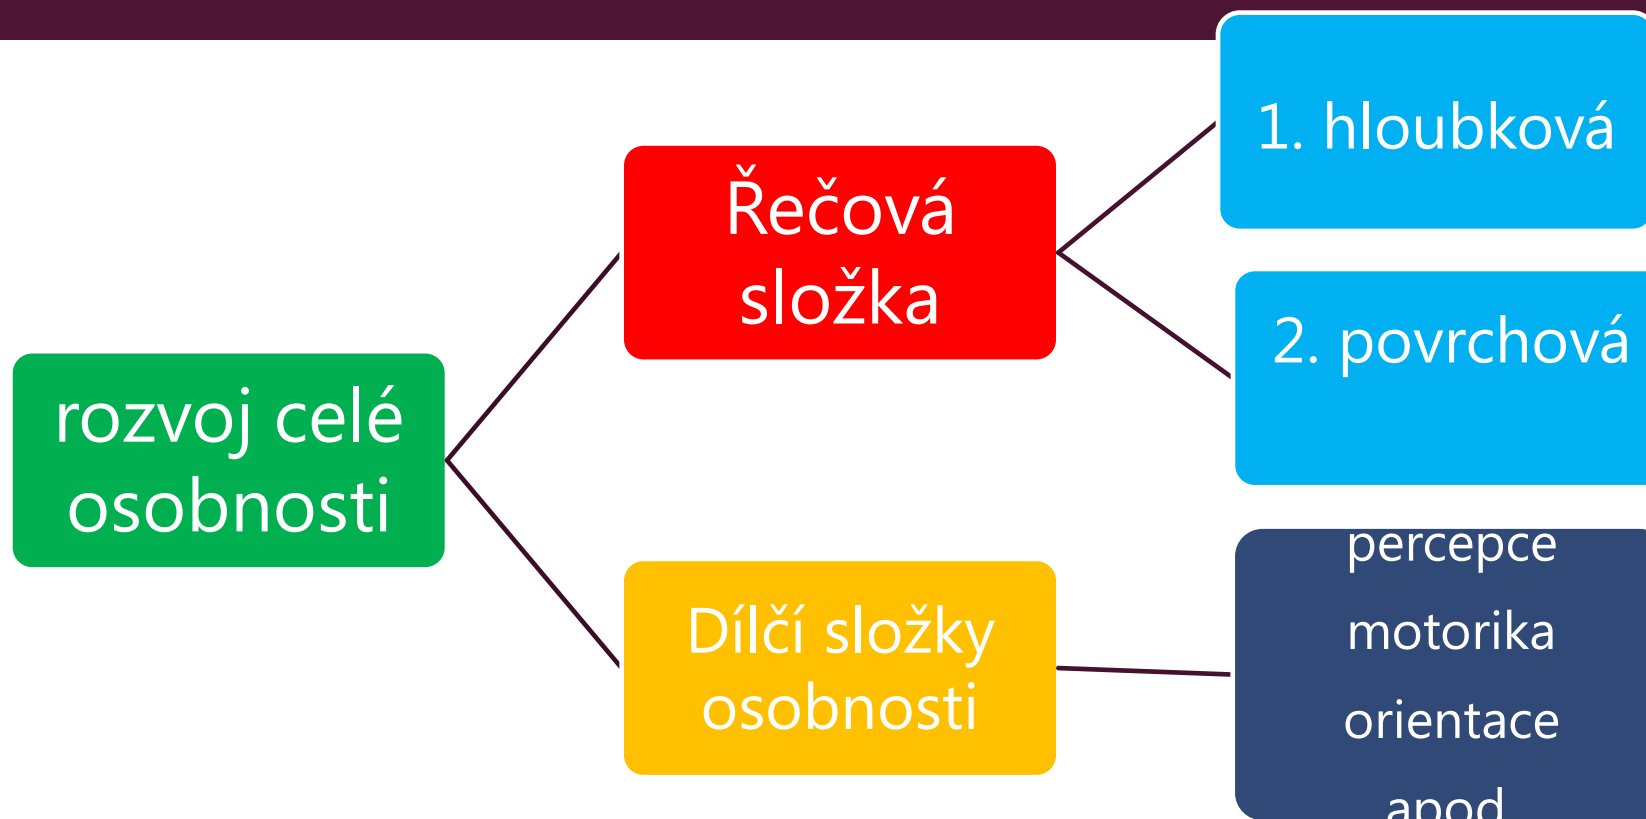 rozvoj celé
osobnosti
Řečová
složka
1. hloubková
2. povrchová
Dílčí složky
osobnosti
percepce
motorika
orientace
apod